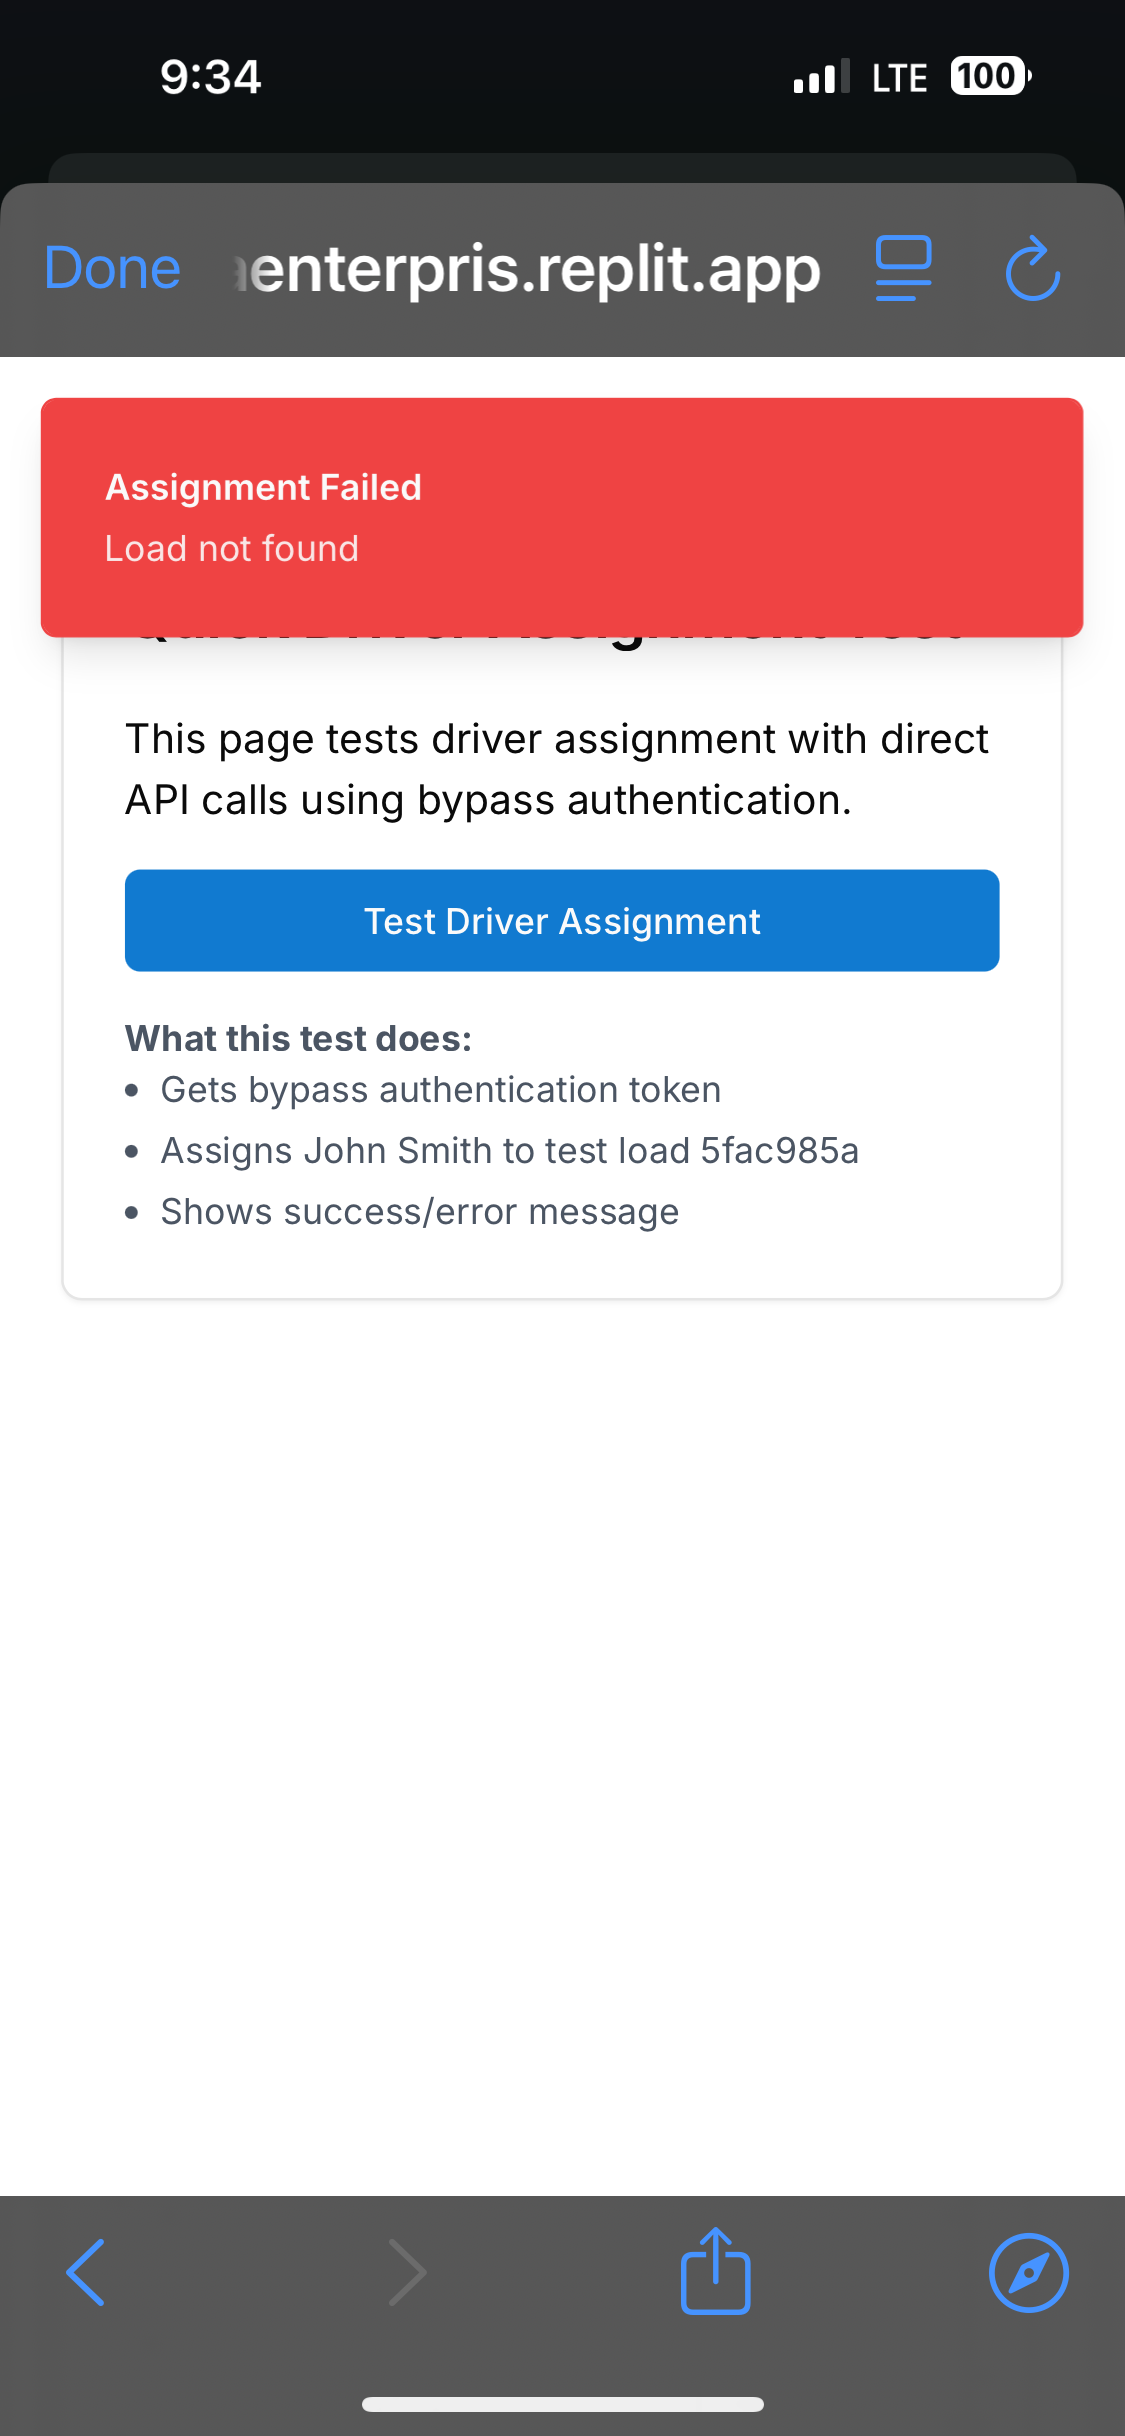 9:34
LTE
100
Done
enterpris.replit.app
Assignment Failed
Load not found
This page tests driver assignment with direct
API calls using bypass authentication.
Test Driver Assignment
What this test does:
• Gets bypass authentication token
• Assigns John Smith to test load 5fac985a
• Shows success/error message